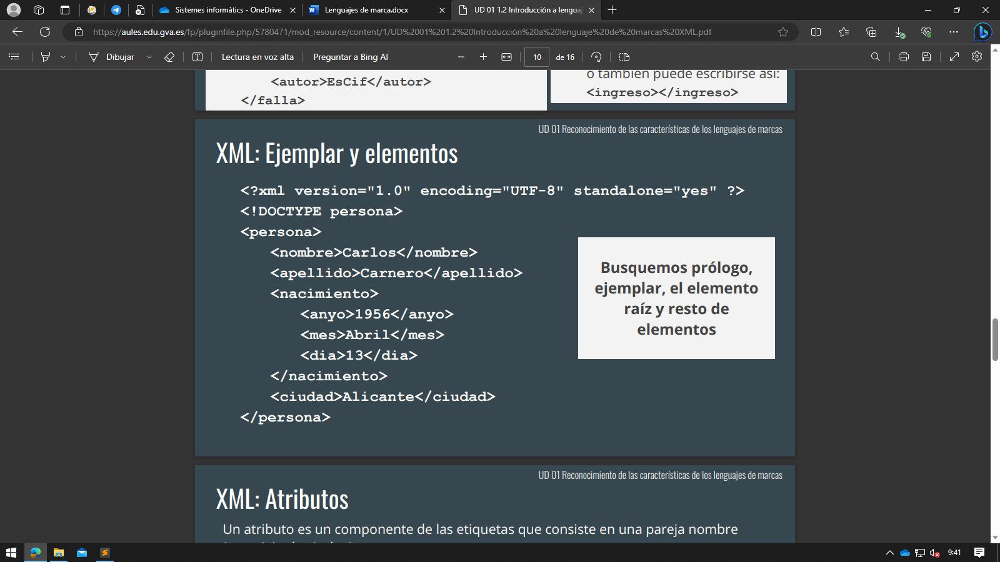 Sistemes informàtics - OneDrive
Lenguajes de marca.docx
UD 01 1.2 Introducción a lenguaj
https://aules.edu.gva.es/fp/pluginfile.php/5780471/mod_resource/content/1/UD%2001%201.2%20Introducción%20a%20lenguaje%20de%20marcas%20XML.pdf
Dibujar
Lectura en voz alta
Preguntar a Bing AI
10
de 16
<autor>EsCif</autor>
</falla>
o también puede escribirse así:
<ingreso></ingreso>
UD 01 Reconocimiento de las características de los lenguajes de marcas
XML: Ejemplar y elementos
<?xml version="1.0" encoding="UTF-8" standalone="yes" ?>
<!DOCTYPE persona>
<persona>
<nombre>Carlos</nombre>
<apellido>Carnero</apellido>
<nacimiento>
<anyo>1956</anyo>
<mes>Abril</mes>
<dia>13</dia>
</nacimiento>
<ciudad>Alicante</ciudad>
</persona>
Busquemos prólogo,
ejemplar, el elemento
raíz y resto de
elementos
UD 01 Reconocimiento de las características de los lenguajes de marcas
XML: Atributos
Un atributo es un componente de las etiquetas que consiste en una pareja nombre
9:41